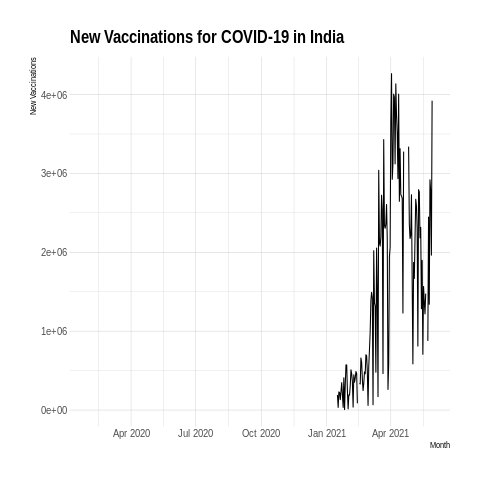 New Vaccinations for COVID-19 in India
New Vaccinations
4e+06
3e+06
2e+06
1e+06
0e+00
Apr 2020 Jul 2020 Oct 2020 Jan 2021 Apr 2021
Month